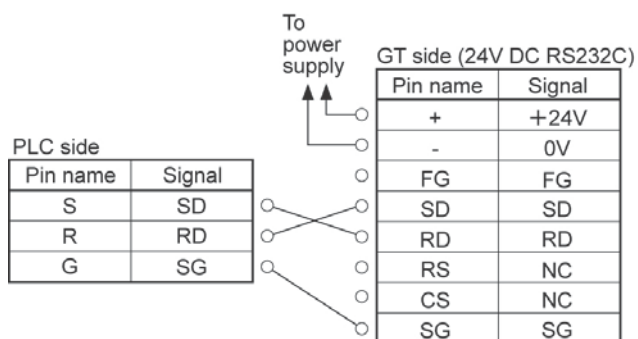 To
power
supply
GT side (24V DC RS232C)
Pin name Signal
+ +24V
- 0V
FG FG
SD SD
RD RD
RS NC
CS NC
SG SG
PLC side
Pin name Signal
S SD
R RD
G SG